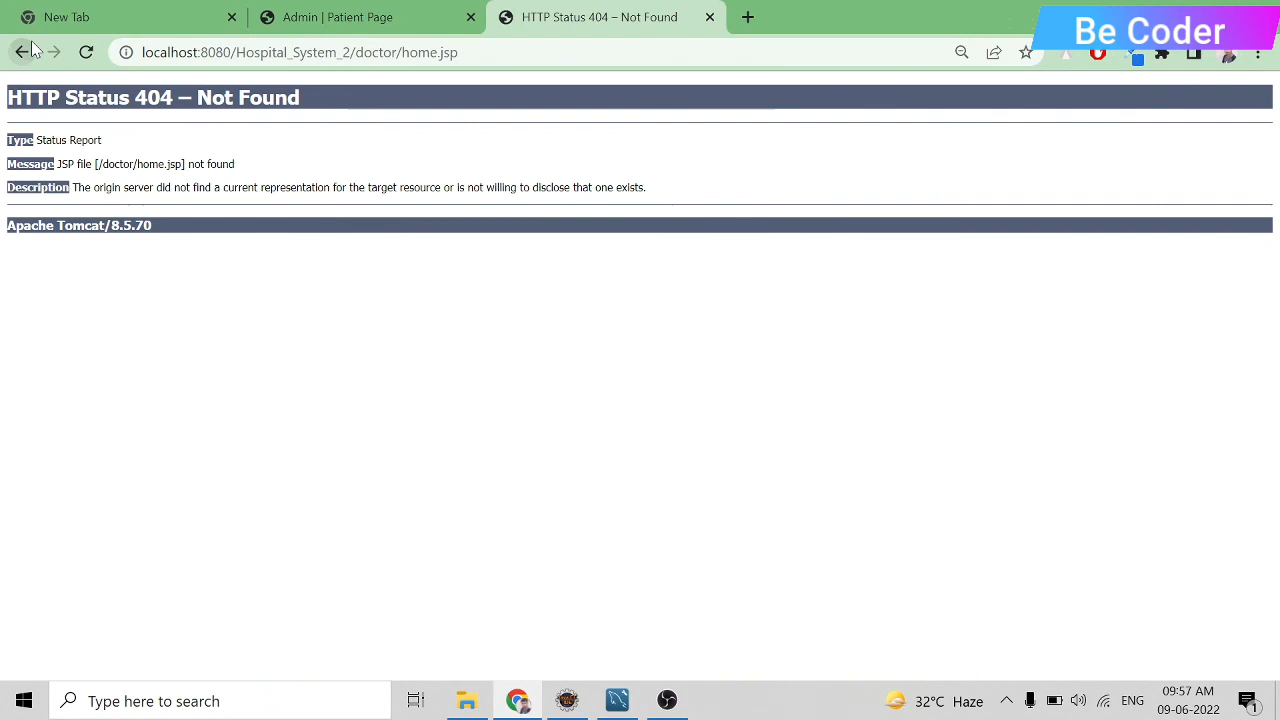 New Tab
Admin | Patient Page
HTTP Status 404 – Not Found
Be Coder
localhost:8080/Hospital_System_2/doctor/home.jsp
HTTP Status 404 – Not Found
Type Status Report
Message JSP file [/doctor/home.jsp] not found
Description The origin server did not find a current representation for the target resource or is not willing to disclose that one exists.
Apache Tomcat/8.5.70
Type here to search
32°C Haze
ENG
09:57 AM
09-06-2022
1